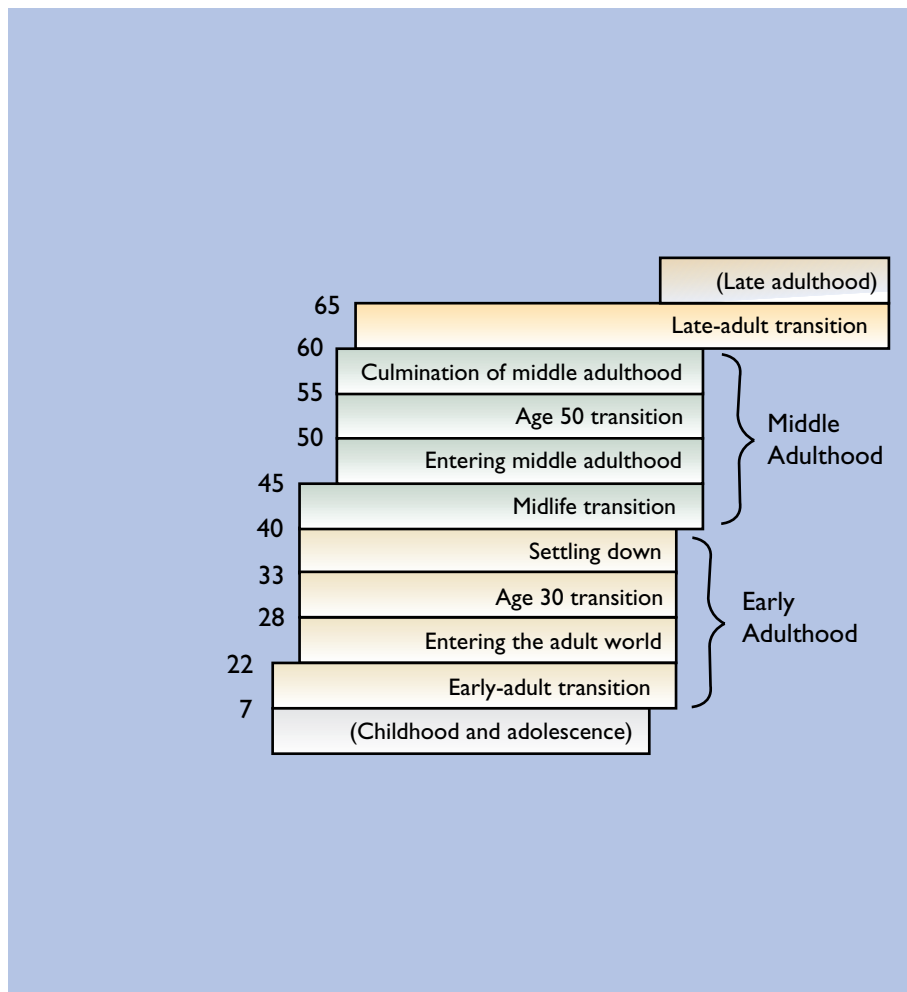 (Late adulthood)
65
Late-adult transition
60
Culmination of middle adulthood
55
Age 50 transition
50
Entering middle adulthood
45
Midlife transition
40
Middle
Adulthood
Settling down
33
Age 30 transition
28
Entering the adult world
22
Early-adult transition
7
(Childhood and adolescence)
Early
Adulthood